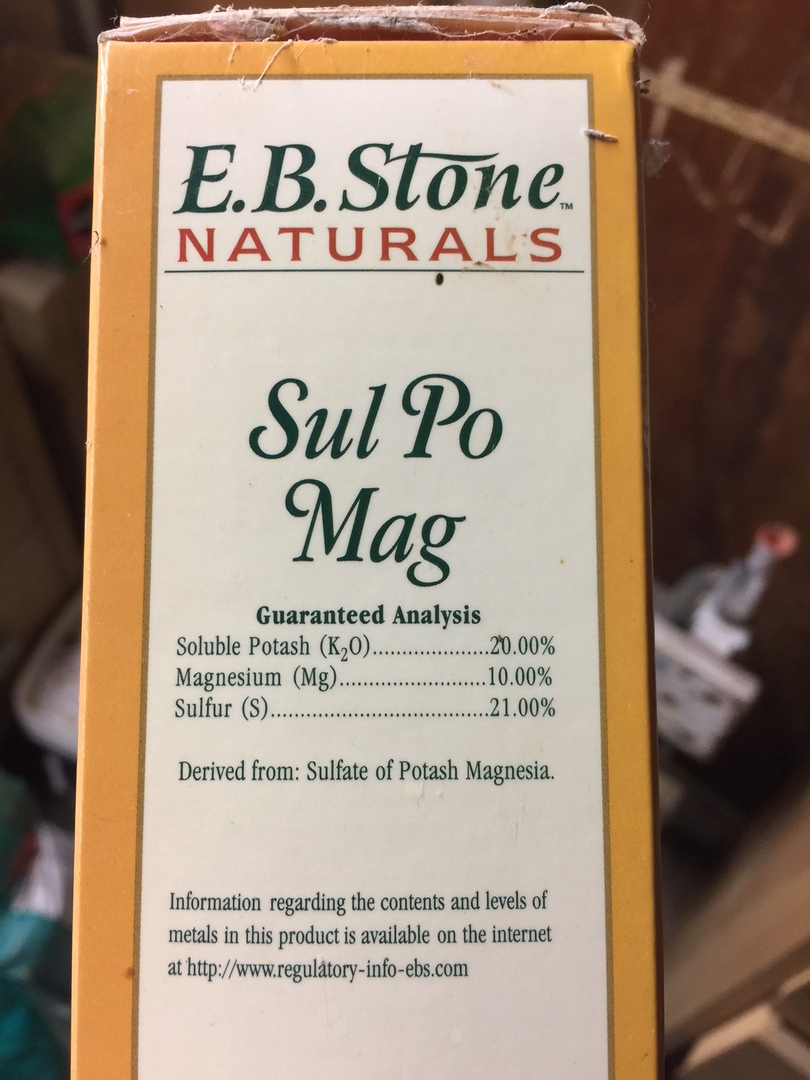 E.B. Stone™
NATURALS
Sul Po
Mag
Guaranteed Analysis
Soluble Potash (K₂O)....................20.00%
Magnesium (Mg).........................10.00%
Sulfur (S).....................................21.00%
Derived from: Sulfate of Potash Magnesia.
Information regarding the contents and levels of
metals in this product is available on the internet
at http://www.regulatory-info-ebs.com